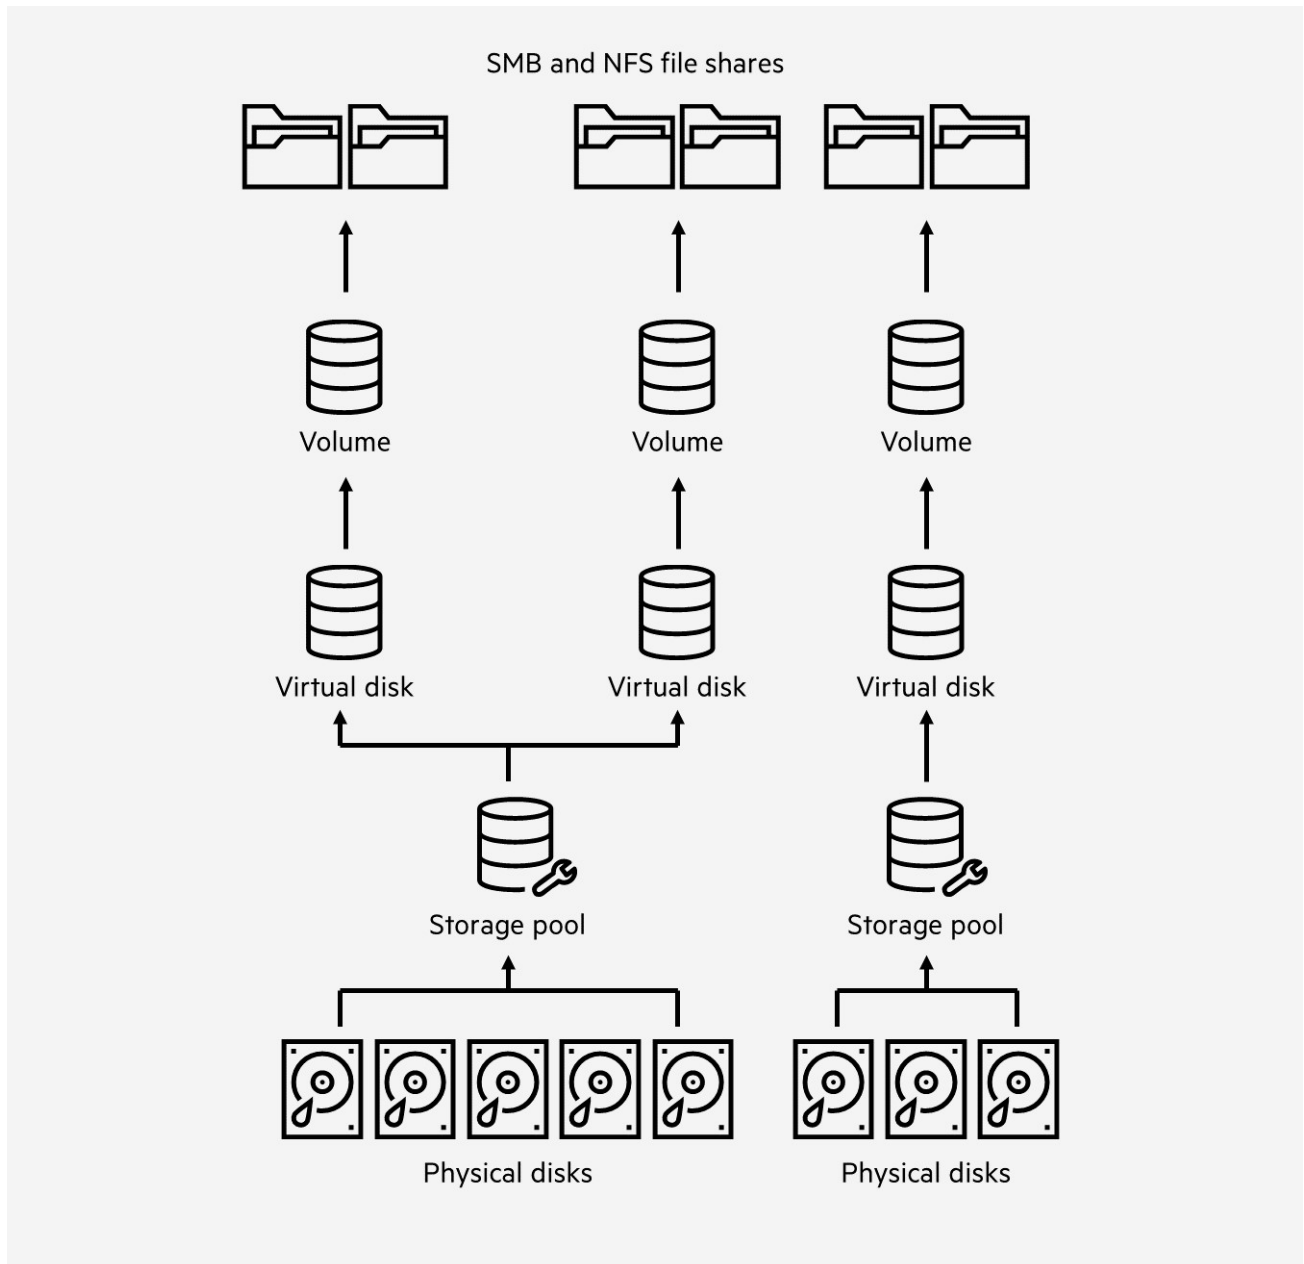 SMB and NFS file shares
Volume
Volume
Volume
Virtual disk
Virtual disk
Virtual disk
Storage pool
Storage pool
Physical disks
Physical disks